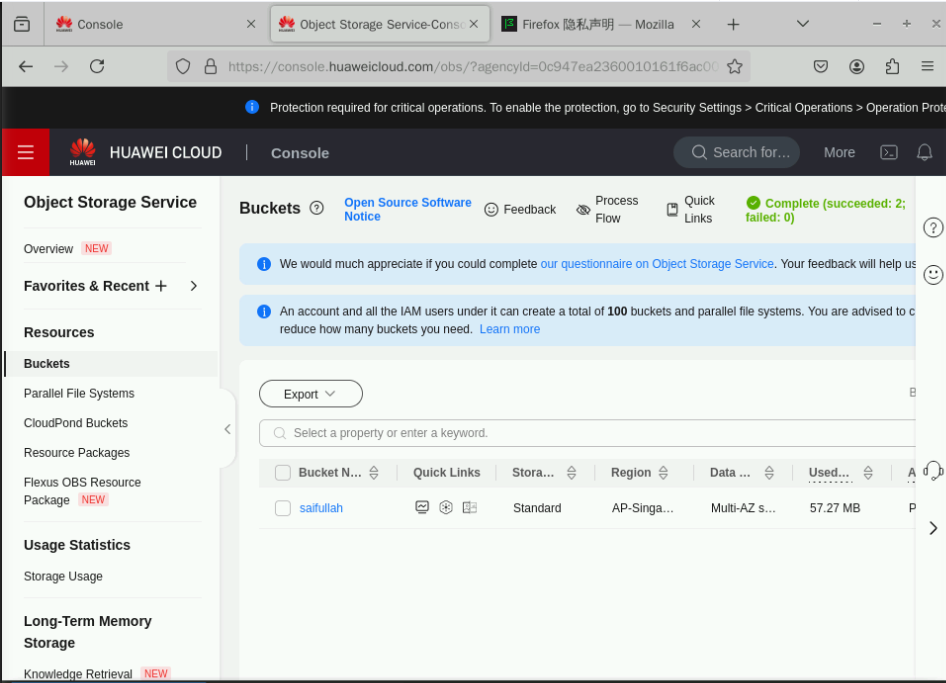 Console
Object Storage Service-Conso
Firefox 隐私声明 — Mozilla
https://console.huaweicloud.com/obs/?agencyId=0c947ea2360010161f6ac00
Protection required for critical operations. To enable the protection, go to Security Settings > Critical Operations > Operation Prote
HUAWEI
HUAWEI CLOUD | Console
Search for…
More
Object Storage Service
Overview NEW
Favorites & Recent
Resources
Buckets
Parallel File Systems
CloudPond Buckets
Resource Packages
Flexus OBS Resource
Package NEW
Usage Statistics
Storage Usage
Long-Term Memory
Storage
Knowledge Retrieval NEW
Buckets
Open Source Software
Notice
Feedback
Process
Flow
Quick
Links
Complete (succeeded: 2;
failed: 0)
We would much appreciate if you could complete our questionnaire on Object Storage Service. Your feedback will help us
An account and all the IAM users under it can create a total of 100 buckets and parallel file systems. You are advised to c
reduce how many buckets you need. Learn more
Export
Select a property or enter a keyword.
Bucket N... Quick Links Stora... Region Data ... Used... A
saifullah Standard AP-Singa... Multi-AZ s... 57.27 MB P